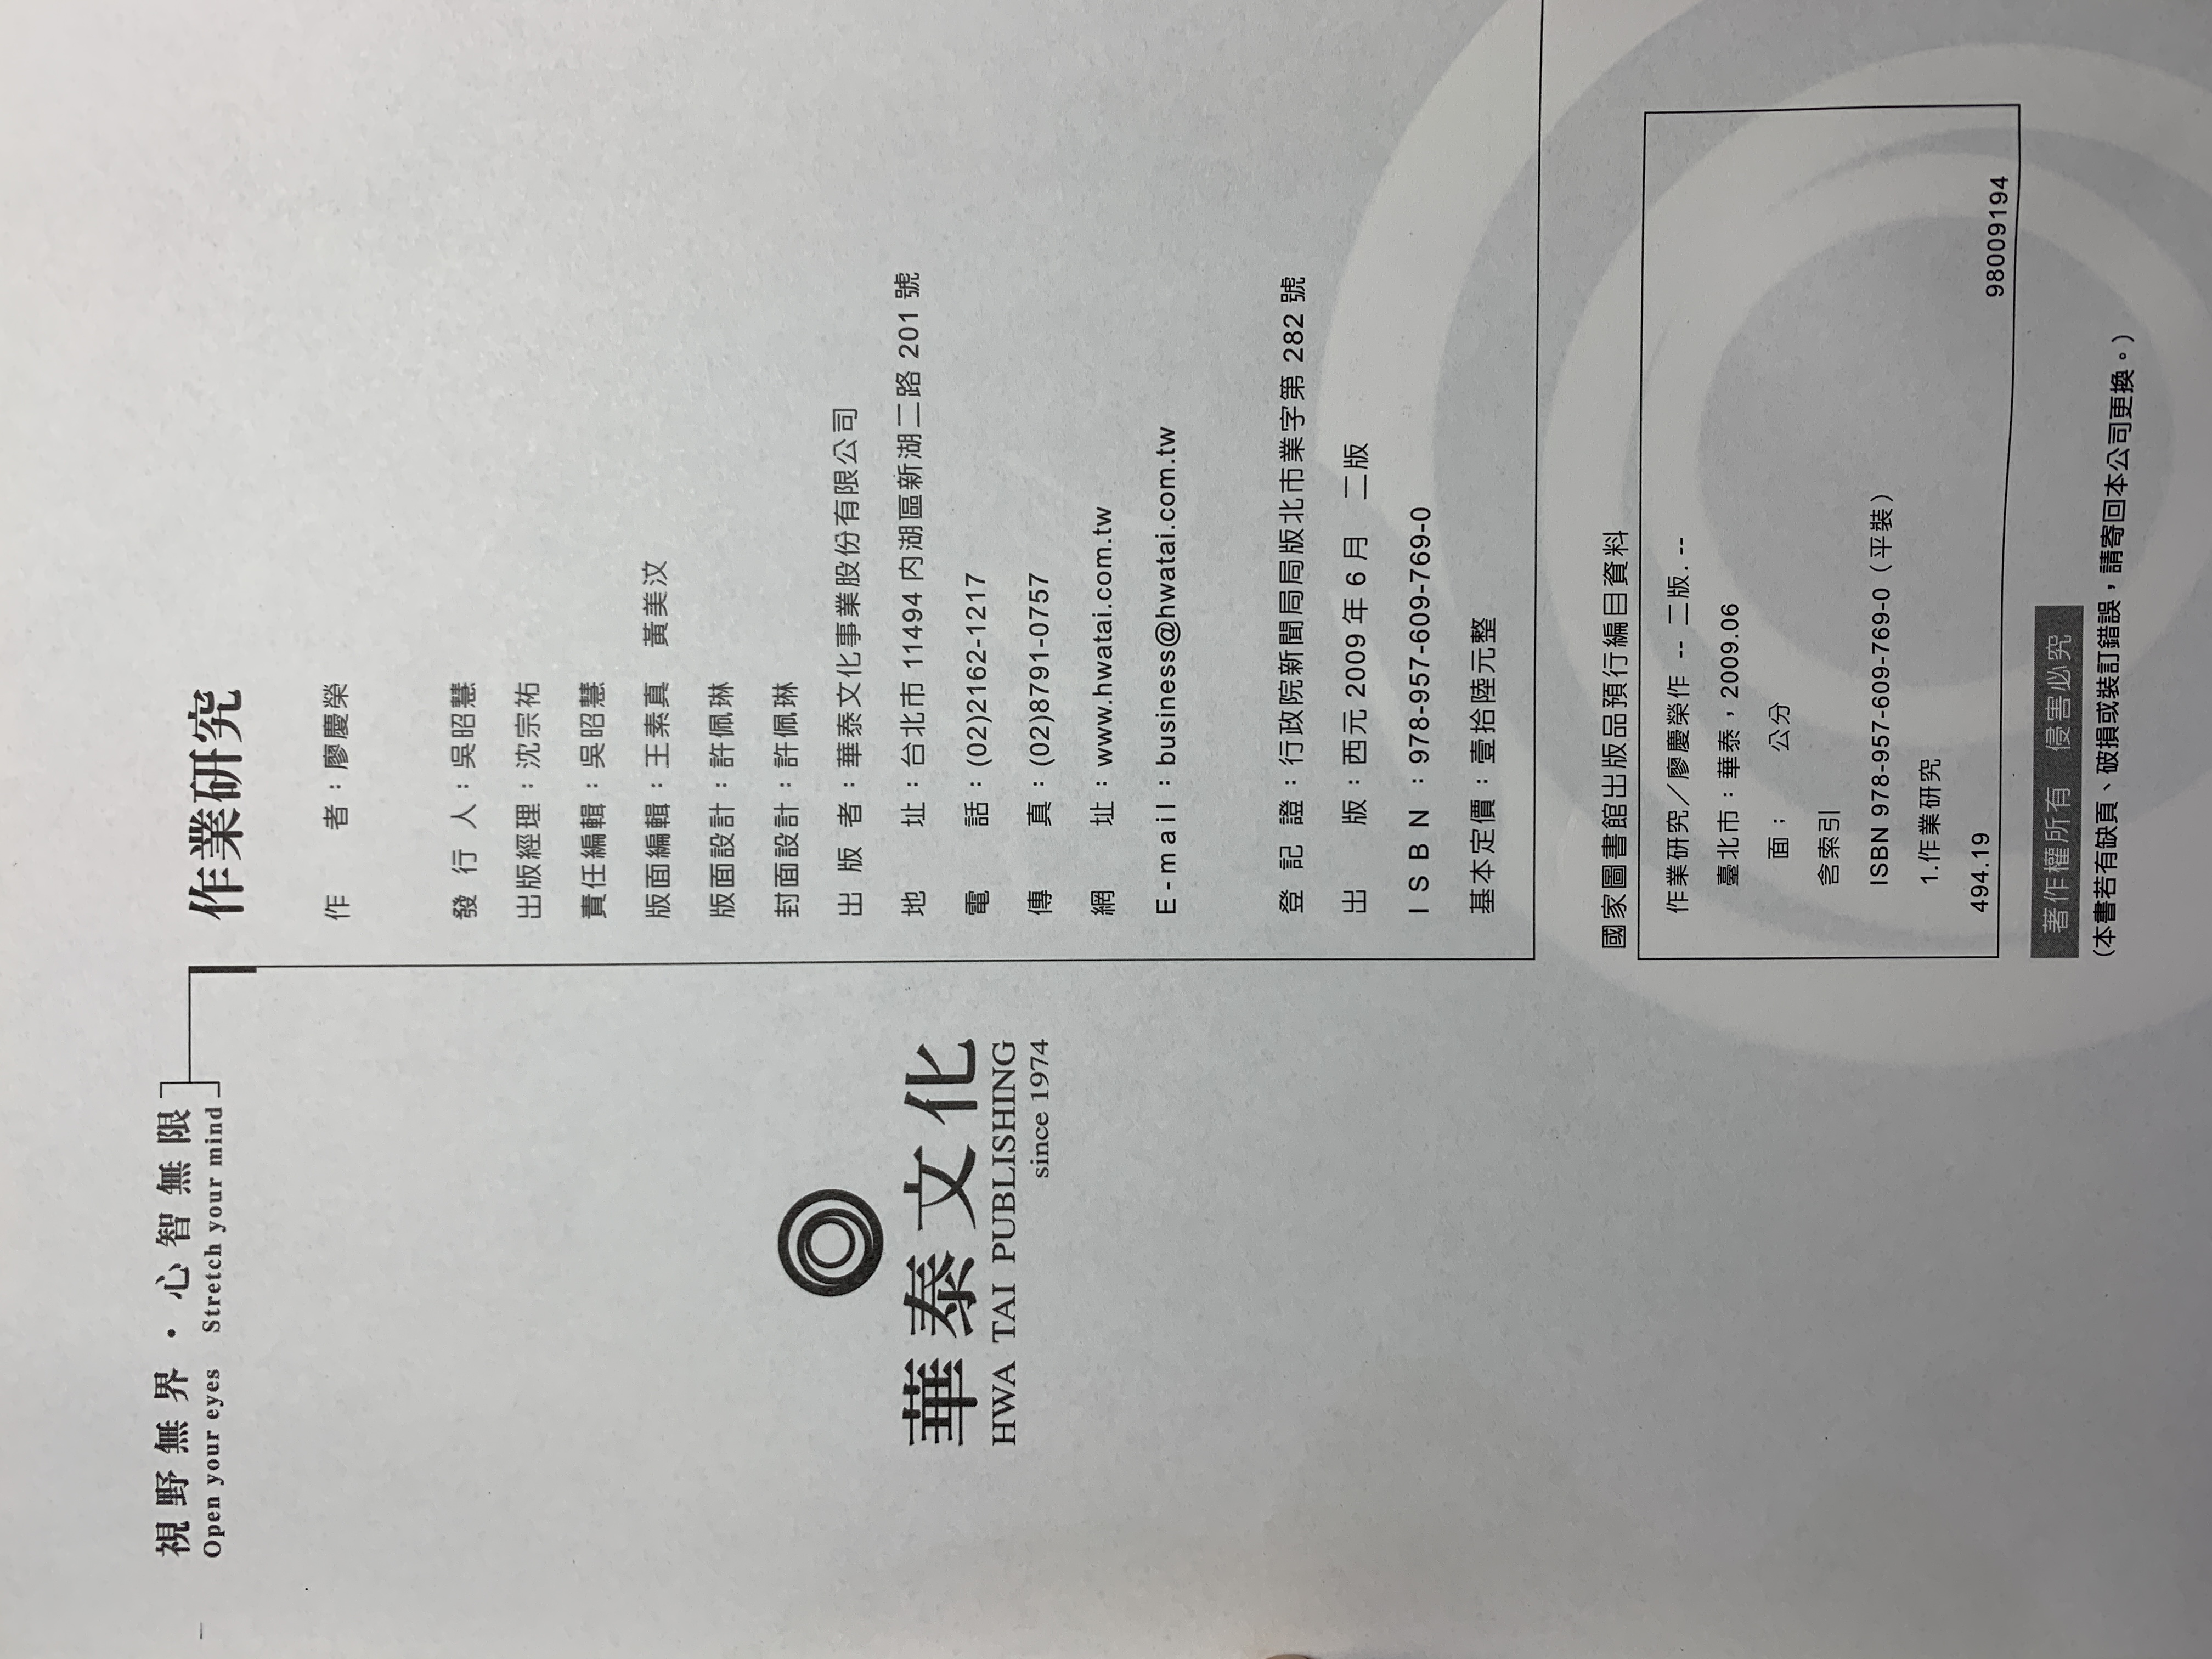 視野無界・心智無限
Open your eyes Stretch your mind
作業研究
作者：廖慶榮
發行人：吳昭慧
出版經理：沈宗祐
責任編輯：吳昭慧
版面編輯：王素真 黃美汶
版面設計：許佩琳
封面設計：許佩琳
出版者：華泰文化事業股份有限公司
地址：台北市 11494 內湖區新湖二路 201 號
電話：(02)2162-1217
傳真：(02)8791-0757
網址：www.hwatai.com.tw
E-mail：business@hwatai.com.tw
華泰文化
HWA TAI PUBLISHING
since 1974
登記證：行政院新聞局局版北市業字第 282 號
出版：西元 2009 年 6 月 二版
ISBN：978-957-609-769-0
基本定價：壹拾陸元整
國家圖書館出版品預行編目資料
作業研究／廖慶榮作 -- 二版. --
臺北市：華泰，2009.06
面； 公分
含索引
ISBN 978-957-609-769-0（平裝）
1.作業研究
494.19 98009194
著作權所有 侵害必究
（本書若有缺頁、破損或裝訂錯誤，請寄回本公司更換。）